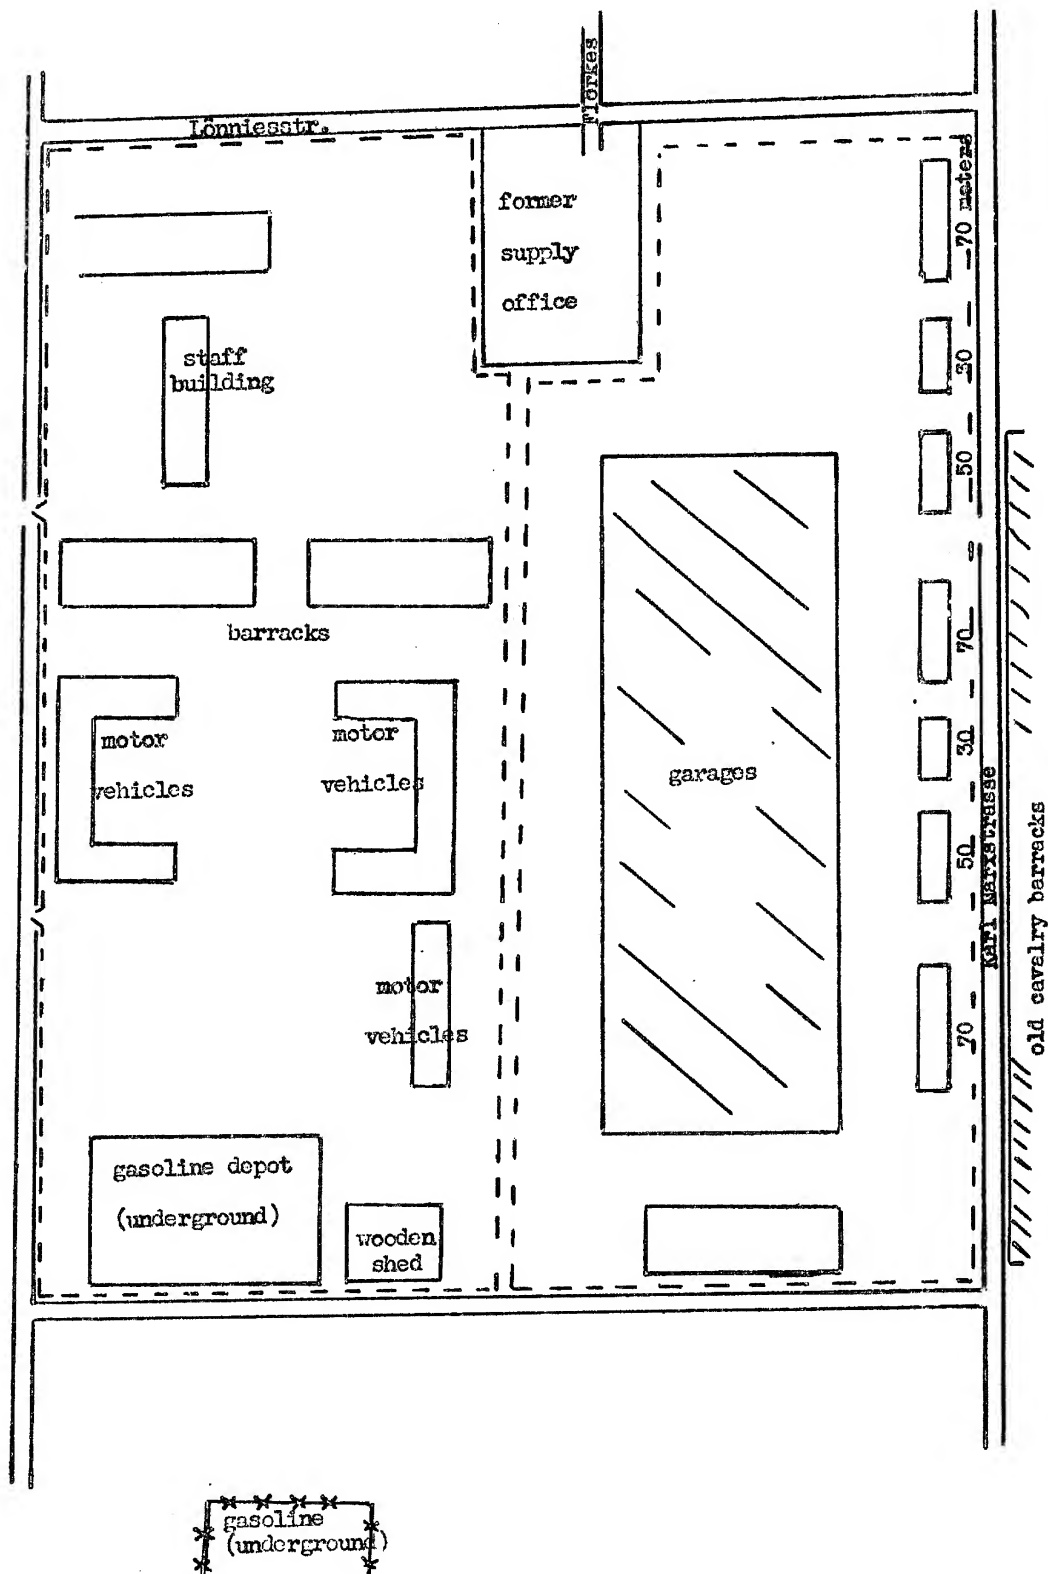 Lönniesstr.
Florkes
former
supply
office
70 meters
30
50
70
30
50
70
staff
building
barracks
motor
vehicles
motor
vehicles
garages
motor
vehicles
Karl Marxstrasse
old cavalry barracks
gasoline depot
(underground)
wooden
shed
gasoline
(underground)